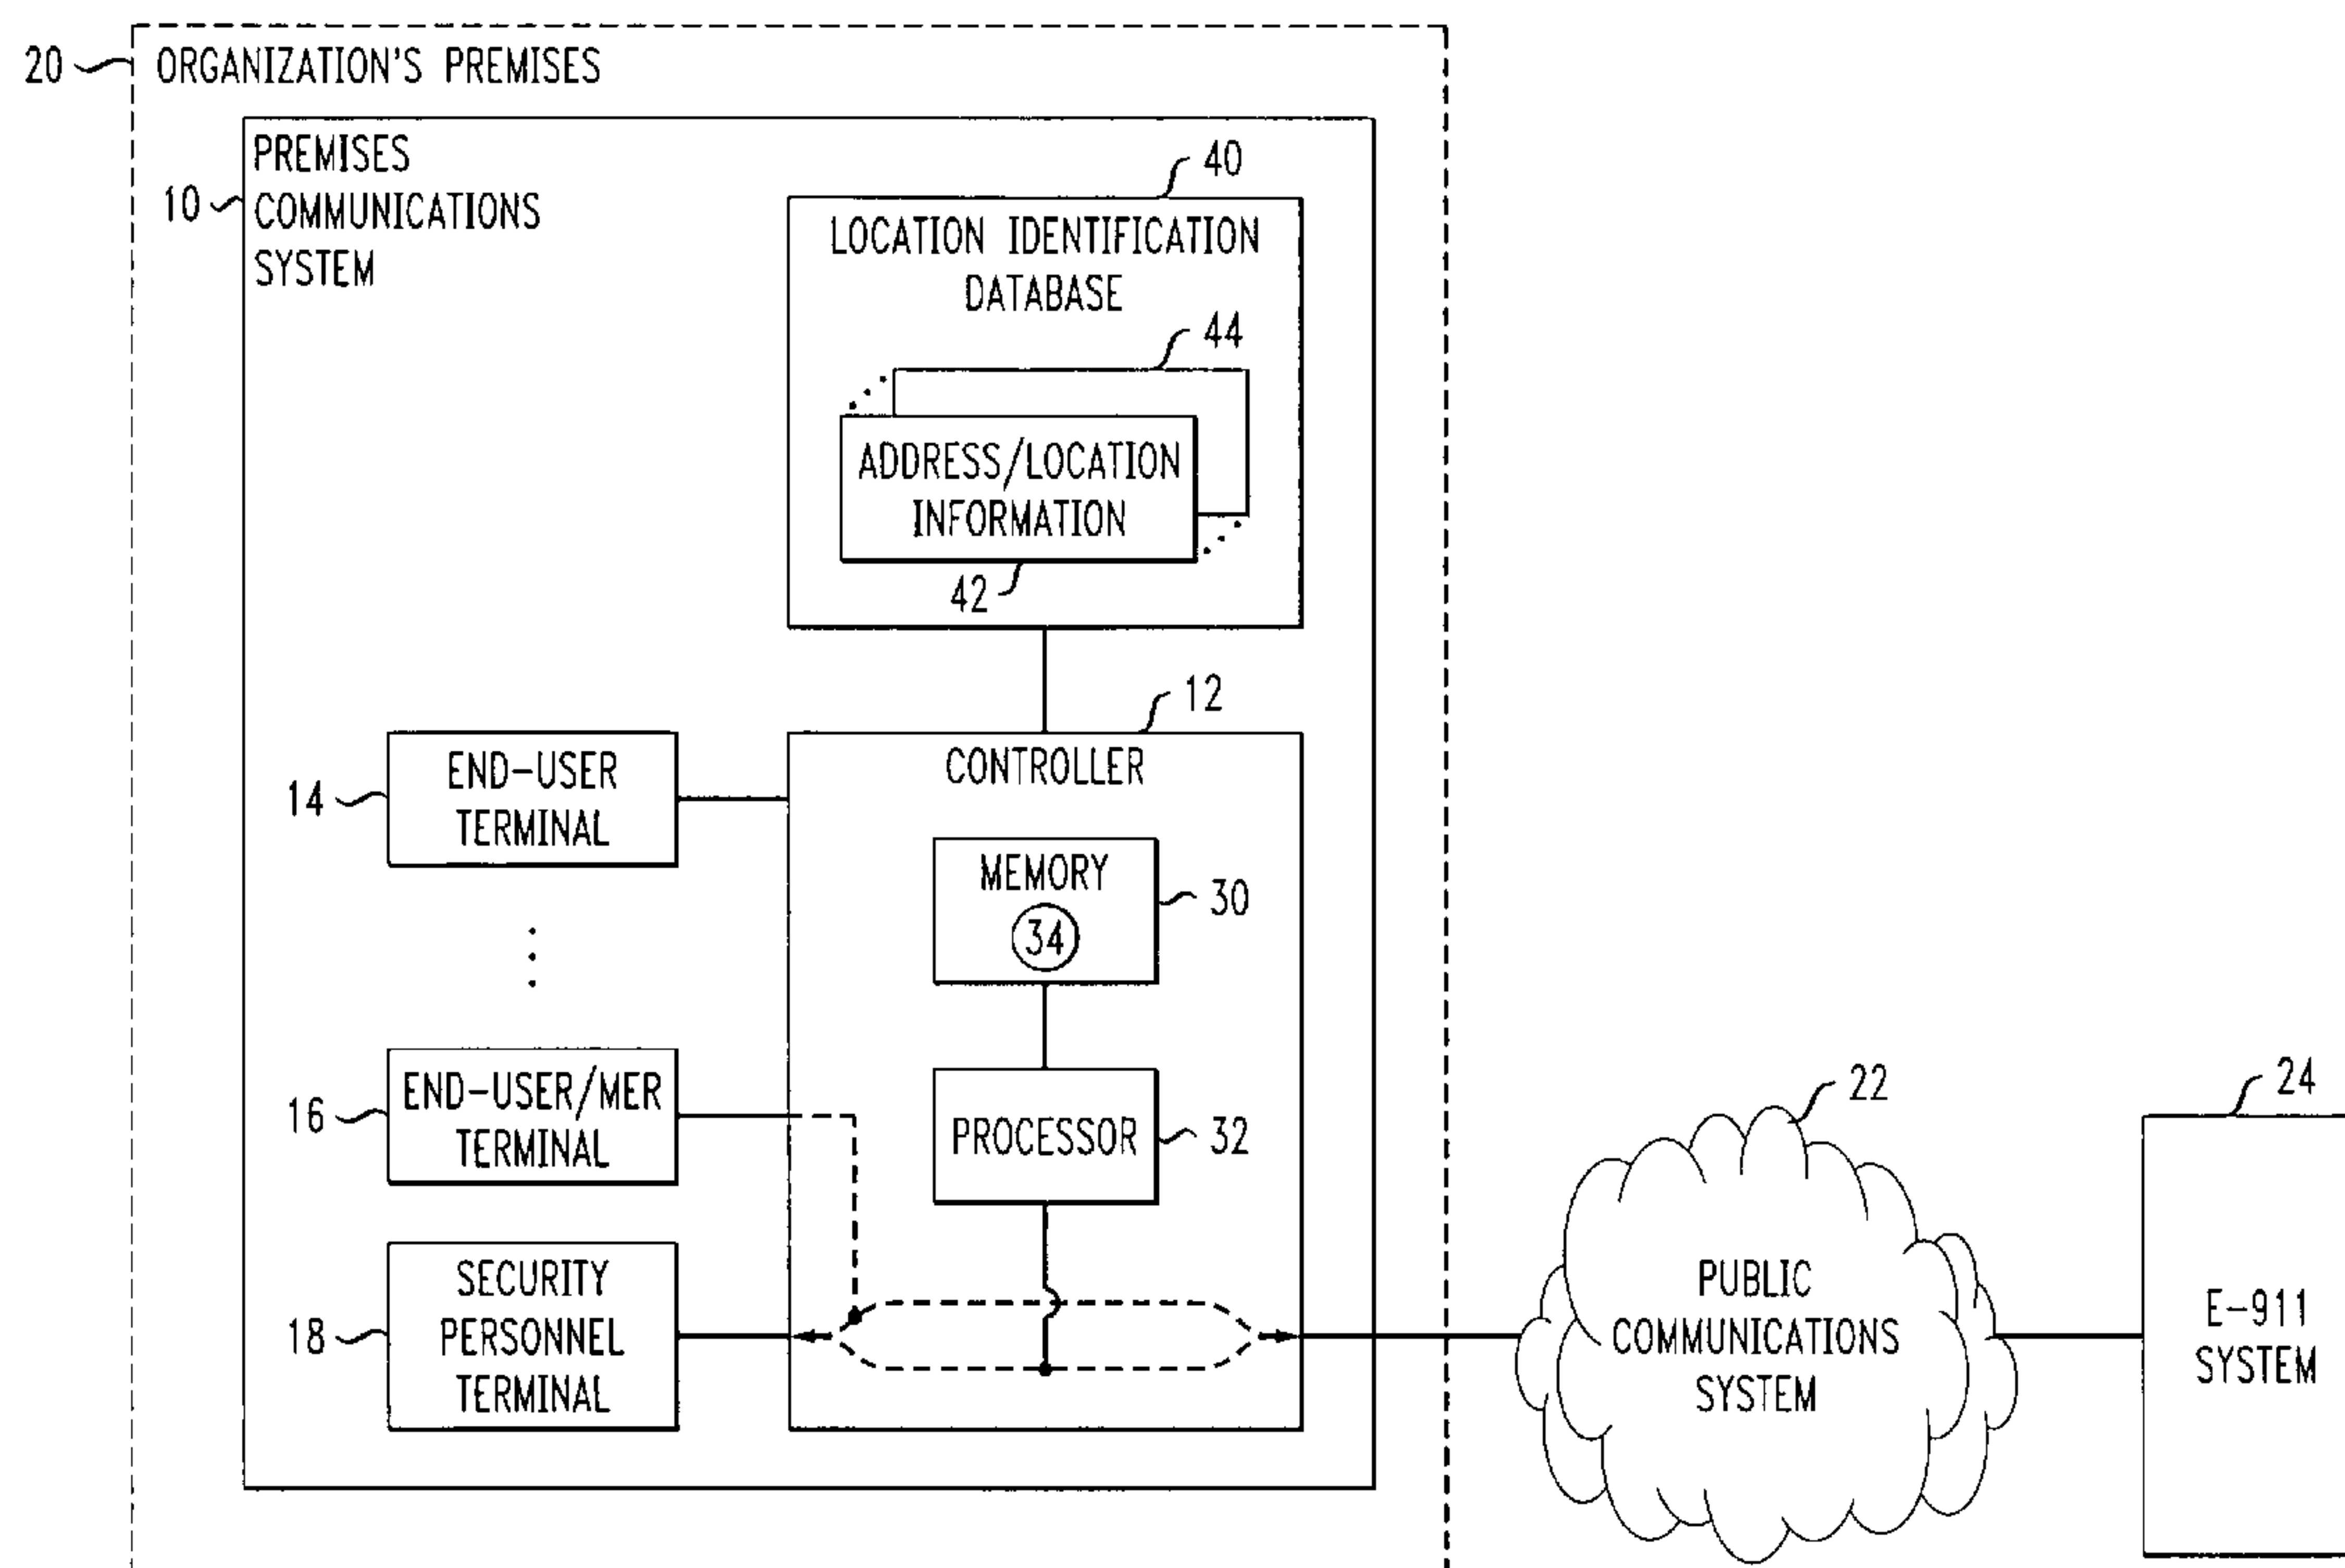 20
ORGANIZATION'S PREMISES
PREMISES
10
COMMUNICATIONS
SYSTEM
40
LOCATION IDENTIFICATION
DATABASE
44
ADDRESS/LOCATION
INFORMATION
42
12
CONTROLLER
14
END-USER
TERMINAL
MEMORY
30
34
16
END-USER/MER
TERMINAL
PROCESSOR
32
18
SECURITY
PERSONNEL
TERMINAL
22
PUBLIC
COMMUNICATIONS
SYSTEM
24
E-911
SYSTEM